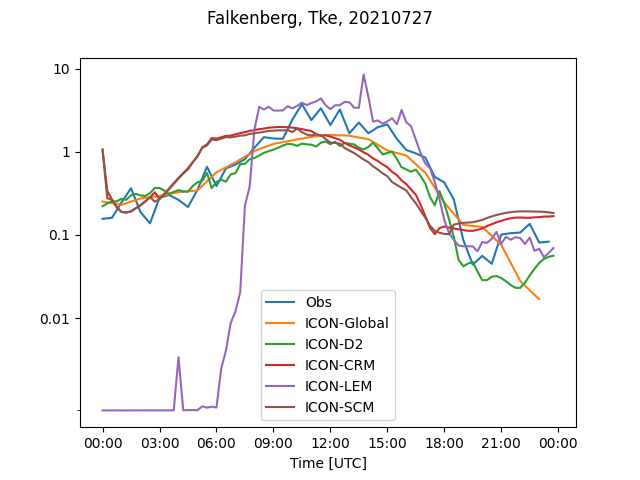 Falkenberg, Tke, 20210727
10
1
0.1
0.01
Obs
ICON-Global
ICON-D2
ICON-CRM
ICON-LEM
ICON-SCM
00:00 03:00 06:00 09:00 12:00 15:00 18:00 21:00 00:00
Time [UTC]